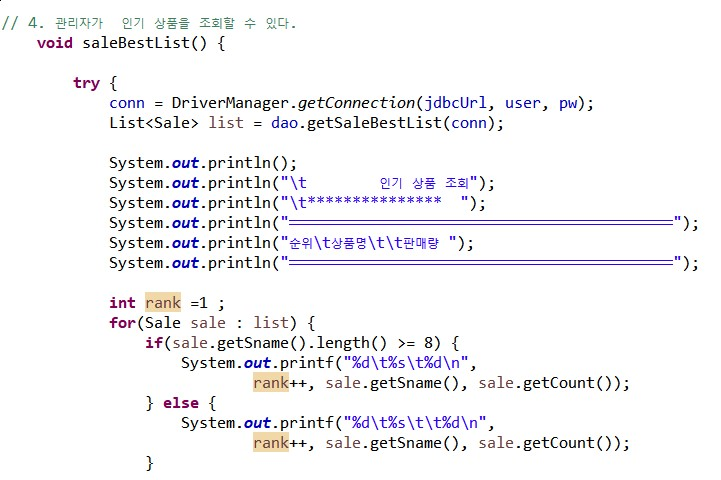 // 4. 관리자가  인기 상품을 조회할 수 있다.
    void saleBestList() {

        try {
            conn = DriverManager.getConnection(jdbcUrl, user, pw);
            List<Sale> list = dao.getSaleBestList(conn);

            System.out.println();
            System.out.println("\t        인기 상품 조회");
            System.out.println("\t***************  ");
            System.out.println("===========================================");
            System.out.println("순위\t상품명\t\t판매량 ");
            System.out.println("===========================================");

            int rank =1 ;
            for(Sale sale : list) {
                if(sale.getSname().length() >= 8) {
                    System.out.printf("%d\t%s\t%d\n",
                            rank++, sale.getSname(), sale.getCount());
                } else {
                    System.out.printf("%d\t%s\t\t%d\n",
                            rank++, sale.getSname(), sale.getCount());
                }